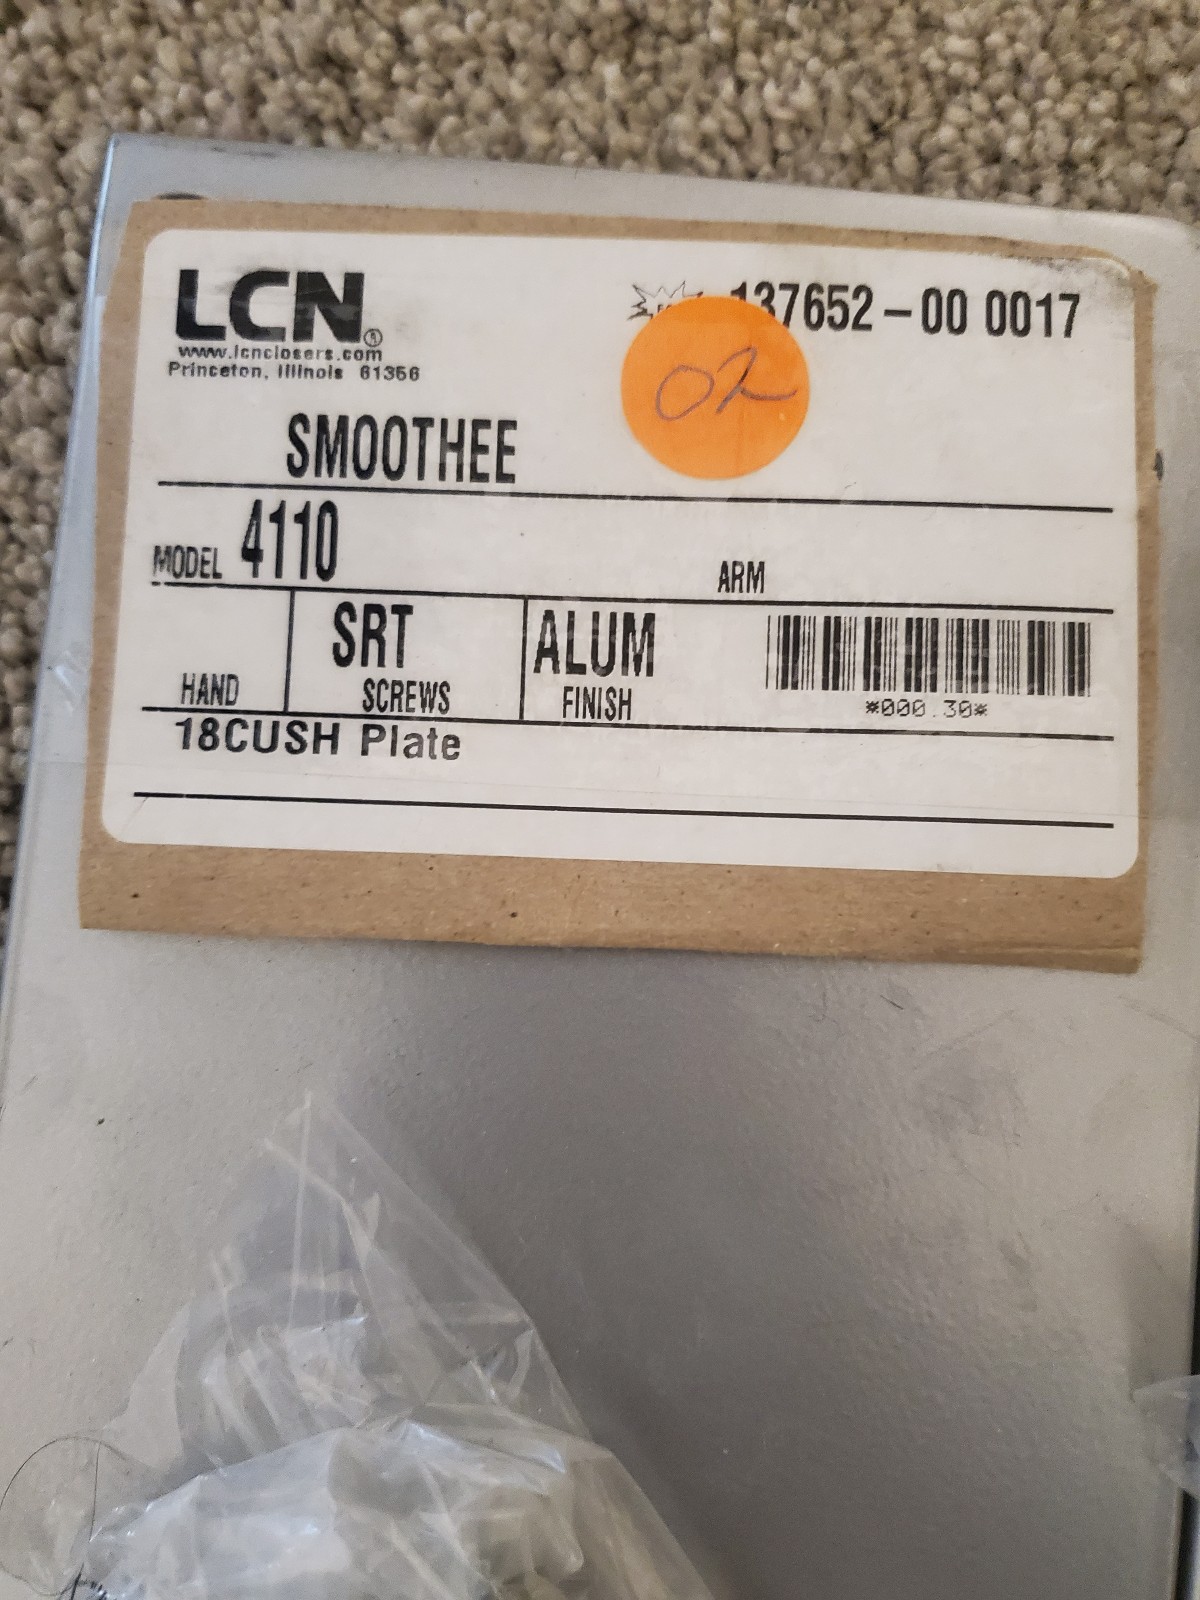 LCN®
www.lcnclosers.com
Princeton, Illinois 61356
137652-00 0017
02
SMOOTHEE
MODEL 4110
ARM
HAND
SRT
SCREWS
ALUM
FINISH
*000.30*
18CUSH Plate